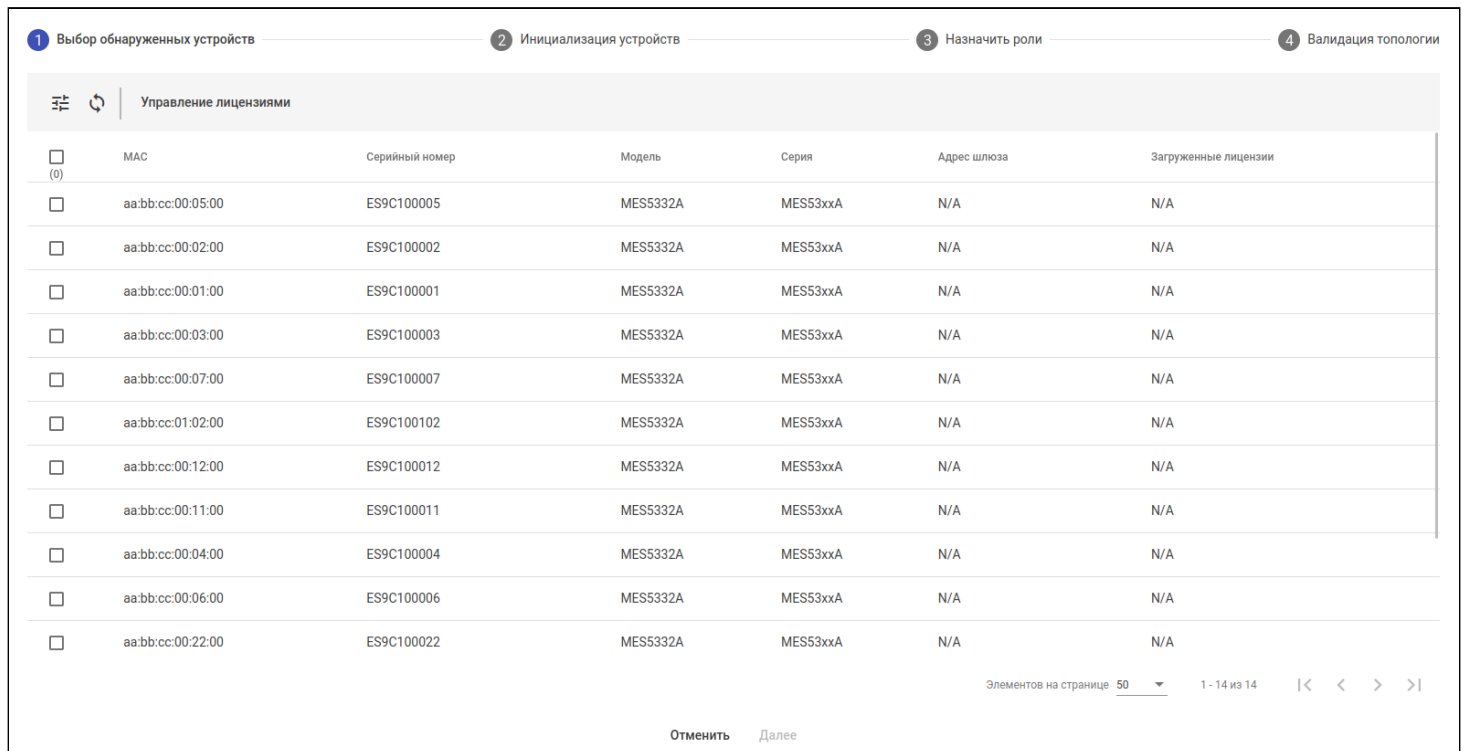 1 Выбор обнаруженных устройств 2 Инициализация устройств 3 Назначить роли 4 Валидация топологии
Управление лицензиями
MAC Серийный номер Модель Серия Адрес шлюза Загруженные лицензии
(0)
aa:bb:cc:00:05:00 ES9C100005 MES5332A MES53xxA N/A N/A
aa:bb:cc:00:02:00 ES9C100002 MES5332A MES53xxA N/A N/A
aa:bb:cc:00:01:00 ES9C100001 MES5332A MES53xxA N/A N/A
aa:bb:cc:00:03:00 ES9C100003 MES5332A MES53xxA N/A N/A
aa:bb:cc:00:07:00 ES9C100007 MES5332A MES53xxA N/A N/A
aa:bb:cc:01:02:00 ES9C100102 MES5332A MES53xxA N/A N/A
aa:bb:cc:00:12:00 ES9C100012 MES5332A MES53xxA N/A N/A
aa:bb:cc:00:11:00 ES9C100011 MES5332A MES53xxA N/A N/A
aa:bb:cc:00:04:00 ES9C100004 MES5332A MES53xxA N/A N/A
aa:bb:cc:00:06:00 ES9C100006 MES5332A MES53xxA N/A N/A
aa:bb:cc:00:22:00 ES9C100022 MES5332A MES53xxA N/A N/A
Элементов на странице 50 1 - 14 из 14
Отменить Далее